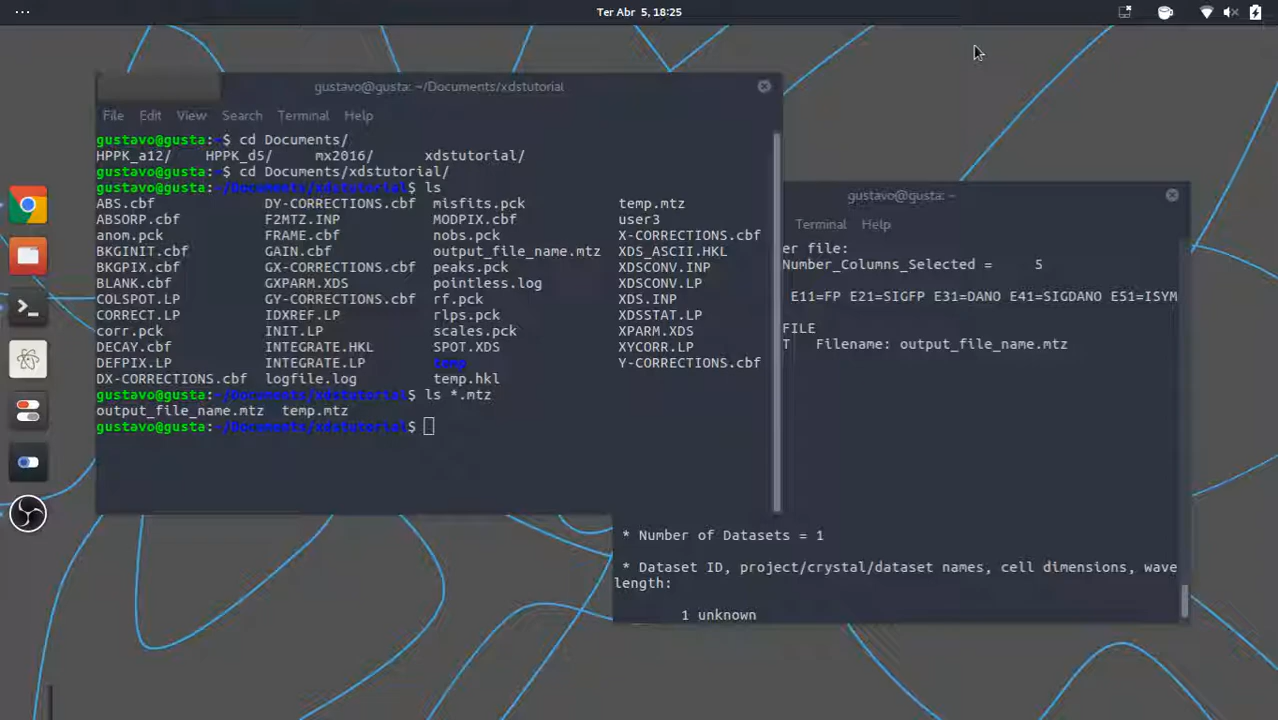 Ter Abr 5, 18:25
gustavo@gusta: ~/Documents/xdstutorial
File Edit View Search Terminal Help
gustavo@gusta:~$ cd Documents/
HPPK_a12/ HPPK_d5/ mx2016/ xdstutorial/
gustavo@gusta:~$ cd Documents/xdstutorial/
gustavo@gusta:~/Documents/xdstutorial$ ls
ABS.cbf DY-CORRECTIONS.cbf misfits.pck temp.mtz
ABSORP.cbf F2MTZ.INP MODPIX.cbf user3
anom.pck FRAME.cbf nobs.pck X-CORRECTIONS.cbf
BKGINIT.cbf GAIN.cbf output_file_name.mtz XDS_ASCII.HKL
BKGPIX.cbf GX-CORRECTIONS.cbf peaks.pck XDSCONV.INP
BLANK.cbf GXPARM.XDS pointless.log XDSCONV.LP
COLSPOT.LP GY-CORRECTIONS.cbf rf.pck XDS.INP
CORRECT.LP IDXREF.LP rlps.pck XDSSTAT.LP
corr.pck INIT.LP scales.pck XPARM.XDS
DECAY.cbf INTEGRATE.HKL SPOT.XDS XYCORR.LP
DEFPIX.LP INTEGRATE.LP temp Y-CORRECTIONS.cbf
DX-CORRECTIONS.cbf logfile.log temp.hkl
gustavo@gusta:~/Documents/xdstutorial$ ls *.mtz
output_file_name.mtz temp.mtz
gustavo@gusta:~/Documents/xdstutorial$
gustavo@gusta: ~
Terminal Help
er file:
Number_Columns_Selected = 5
E11=FP E21=SIGFP E31=DANO E41=SIGDANO E51=ISYM
FILE
T Filename: output_file_name.mtz
* Number of Datasets = 1
* Dataset ID, project/crystal/dataset names, cell dimensions, wave
length:
1 unknown